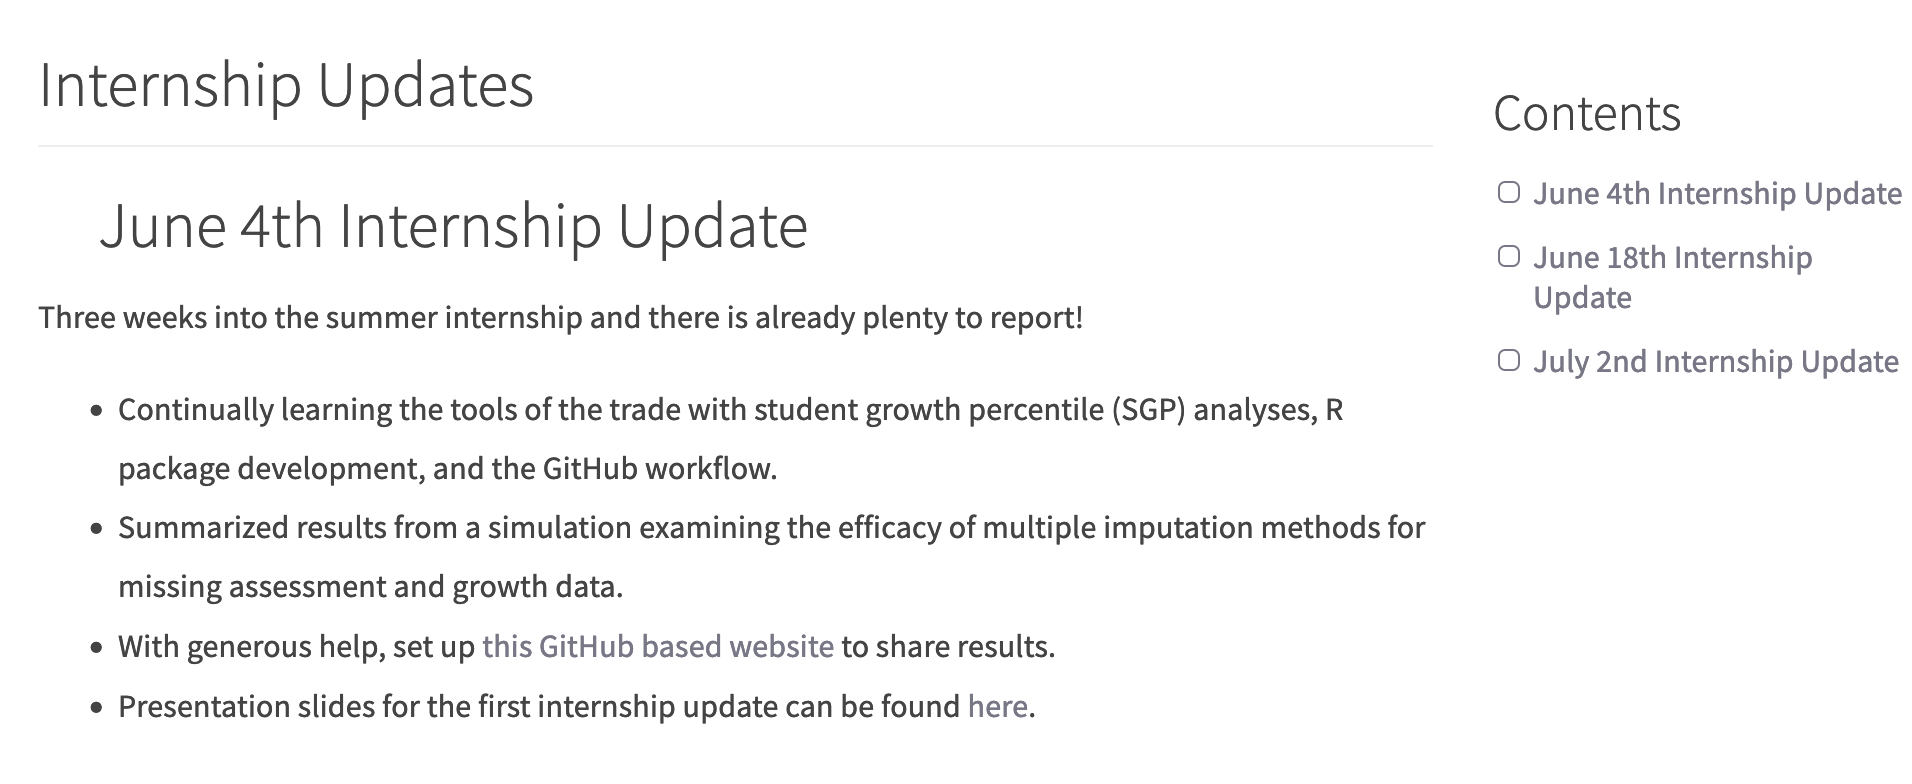 Internship Updates
June 4th Internship Update
Three weeks into the summer internship and there is already plenty to report!
Continually learning the tools of the trade with student growth percentile (SGP) analyses, R
package development, and the GitHub workflow.
Summarized results from a simulation examining the efficacy of multiple imputation methods for
missing assessment and growth data.
With generous help, set up this GitHub based website to share results.
Presentation slides for the first internship update can be found here.
Contents
June 4th Internship Update
June 18th Internship
Update
July 2nd Internship Update